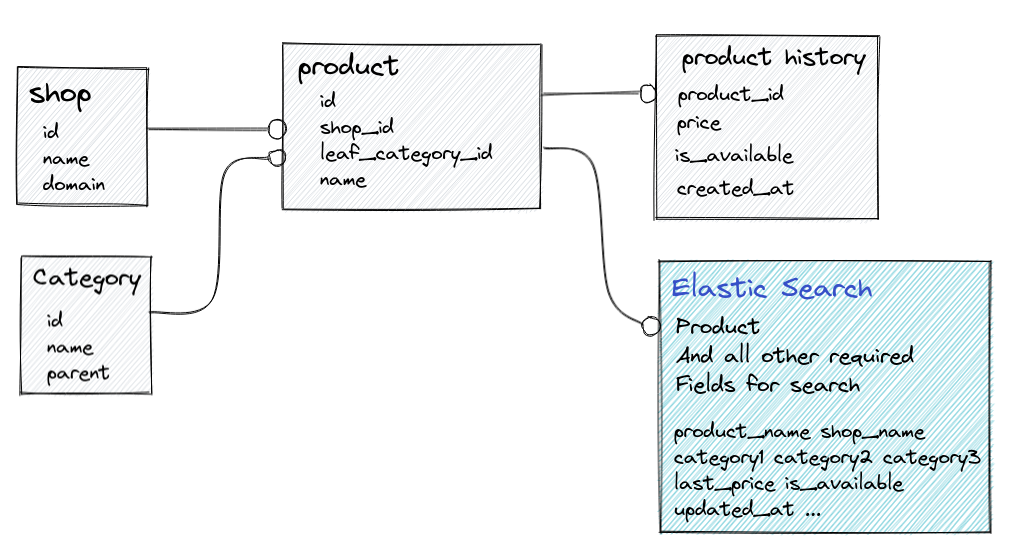 shop
id
name
domain
Category
id
name
parent
product
id
shop_id
leaf_category_id
name
product history
product_id
price
is_available
created_at
Elastic Search
Product
And all other required
Fields for search
product_name shop_name
category1 category2 category3
last_price is_available
updated_at ...